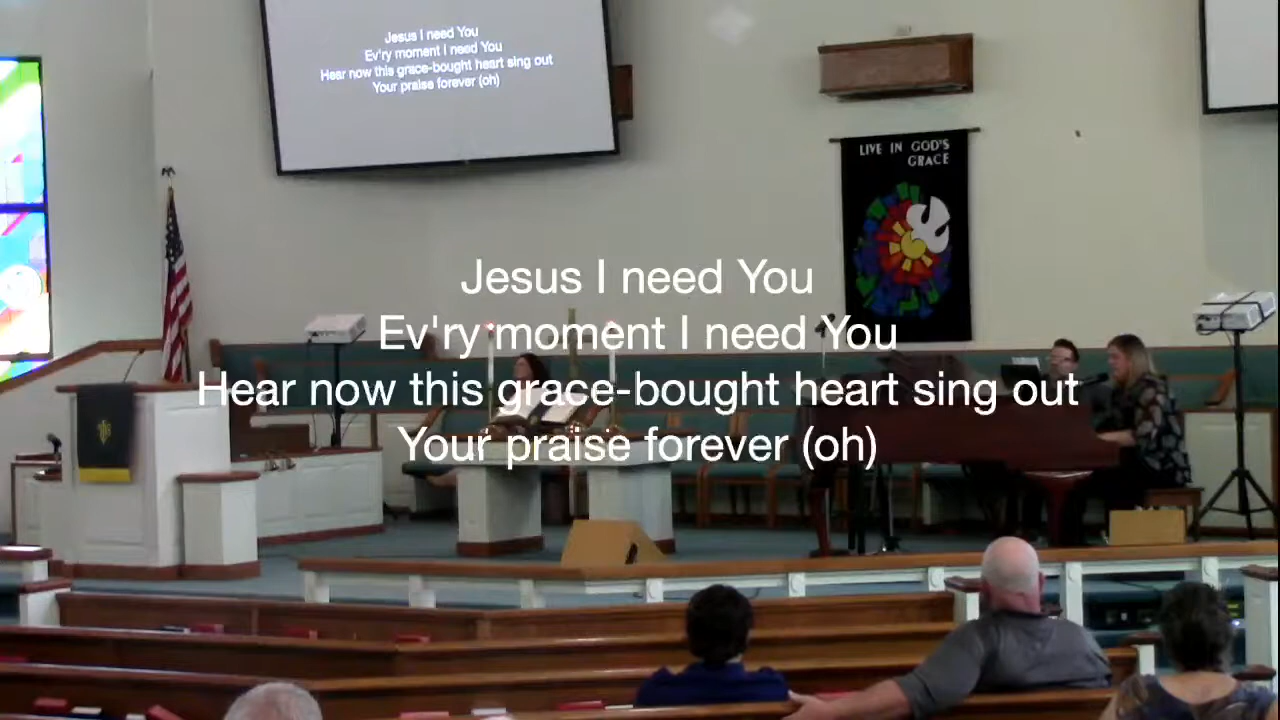 Jesus I need You
Ev'ry moment I need You
Hear now this grace-bought heart sing out
Your praise forever (oh)
LIVE IN GOD'S
GRACE
Jesus I need You
Ev'ry moment I need You
Hear now this grace-bought heart sing out
Your praise forever (oh)